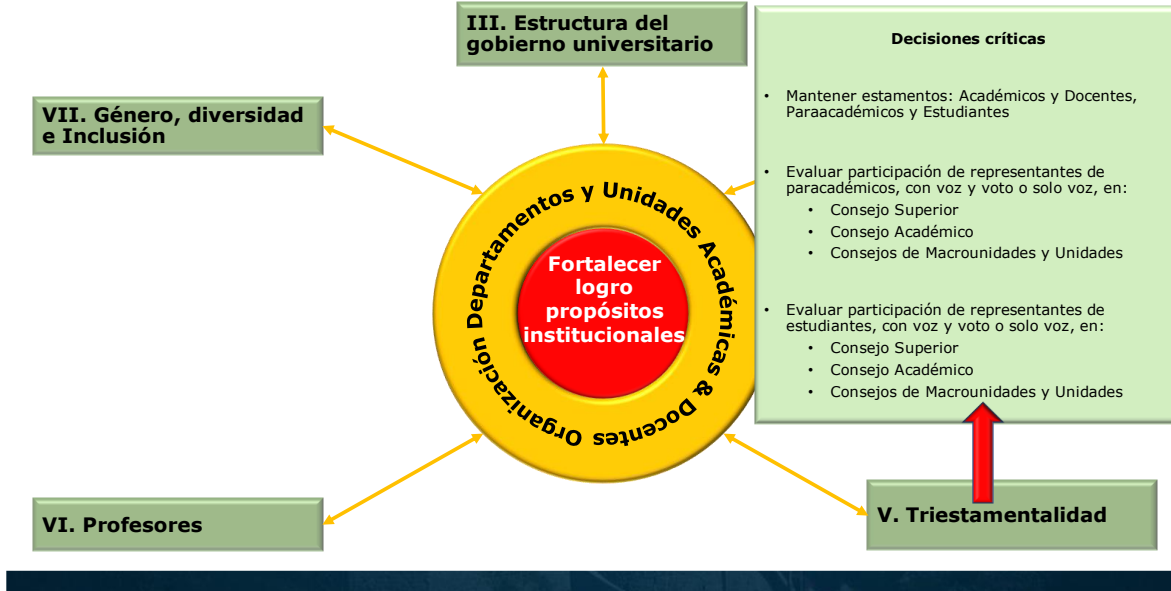 III. Estructura del
gobierno universitario
VII. Género, diversidad
e Inclusión
Decisiones críticas
• Mantener estamentos: Académicos y Docentes,
Paraacadémicos y Estudiantes
• Evaluar participación de representantes de
paracadémicos, con voz y voto o solo voz, en:
• Consejo Superior
• Consejo Académico
• Consejos de Macrounidades y Unidades
• Evaluar participación de representantes de
estudiantes, con voz y voto o solo voz, en:
• Consejo Superior
• Consejo Académico
• Consejos de Macrounidades y Unidades
Organización Departamentos y Unidades Académicas & Docentes
Fortalecer
logro
propósitos
institucionales
VI. Profesores
V. Triestamentalidad